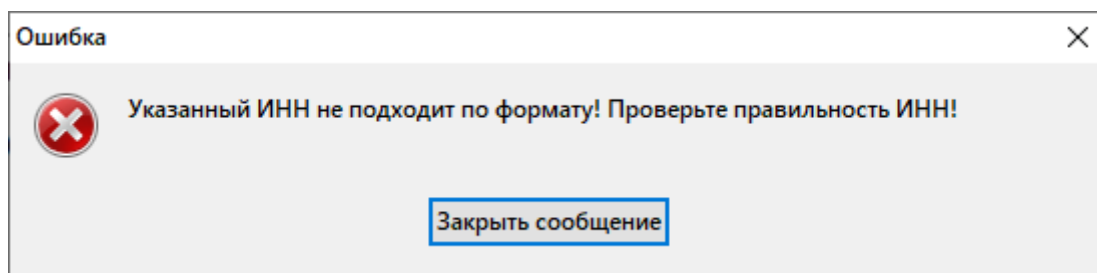 Ошибка
Указанный ИНН не подходит по формату! Проверьте правильность ИНН!
Закрыть сообщение